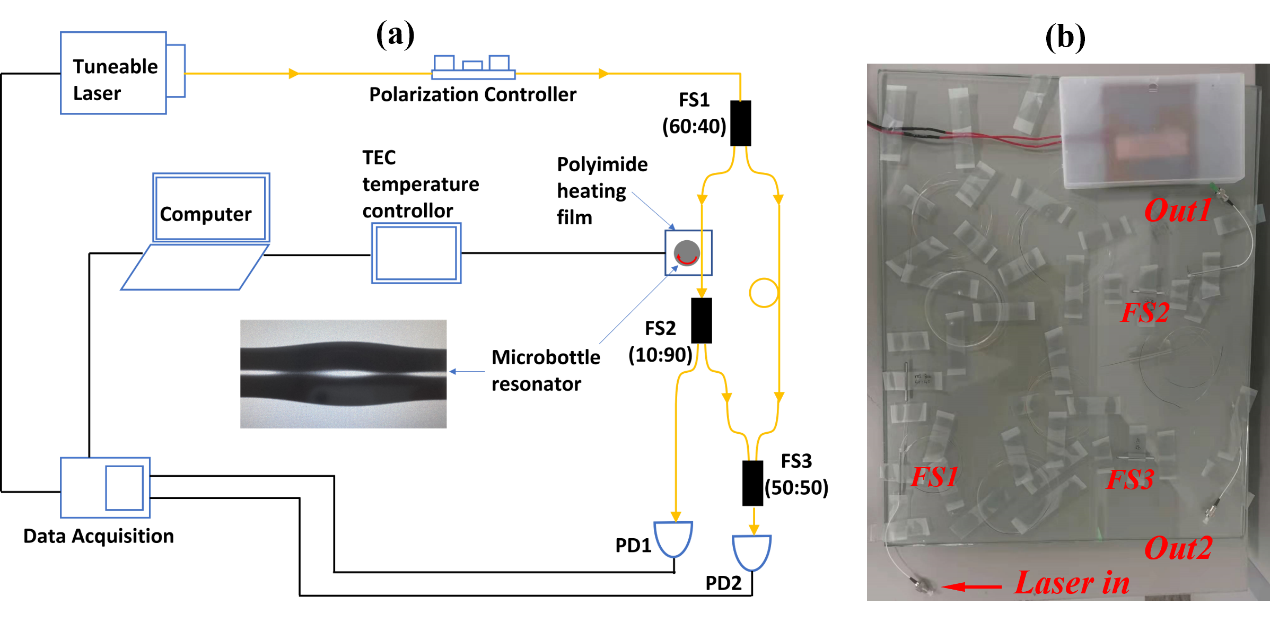 (a)
Tuneable
Laser
Polarization Controller
FS1
(60:40)
TEC
temperature
controllor
Polyimide
heating
film
Computer
FS2
(10:90)
Microbottle
resonator
FS3
(50:50)
Data Acquisition
PD1
PD2
(b)
Out1
FS2
FS1
FS3
Out2
Laser in